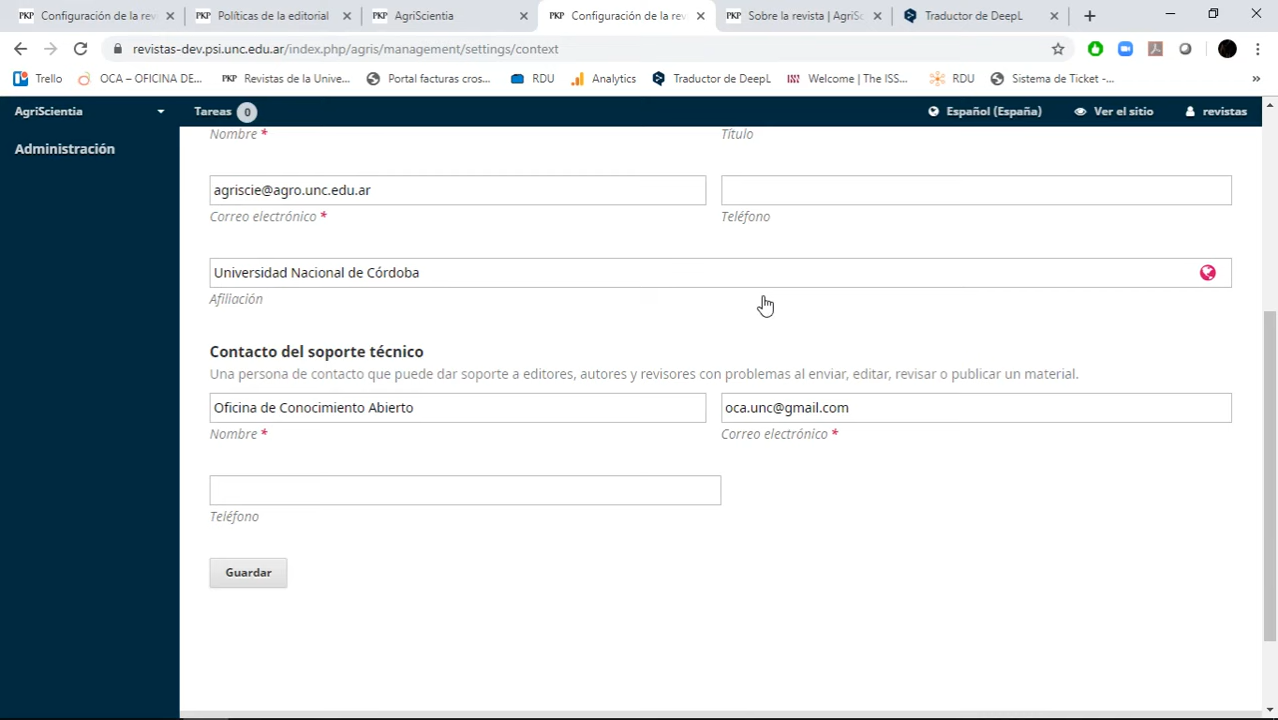 PKP Configuración de la rev
PKP Políticas de la editorial
PKP AgriScientia
PKP Configuración de la rev
PKP Sobre la revista | AgriSc
Traductor de DeepL
revistas-dev.psi.unc.edu.ar/index.php/agris/management/settings/context
Trello
OCA – OFICINA DE...
PKP Revistas de la Unive...
Portal facturas cros...
RDU
Analytics
Traductor de DeepL
Welcome | The ISS...
RDU
Sistema de Ticket -...
»
AgriScientia
Tareas 0
Español (España)
Ver el sitio
revistas
Administración
Nombre *
Título
agriscie@agro.unc.edu.ar
Correo electrónico *
Teléfono
Universidad Nacional de Córdoba
Afiliación
Contacto del soporte técnico
Una persona de contacto que puede dar soporte a editores, autores y revisores con problemas al enviar, editar, revisar o publicar un material.
Oficina de Conocimiento Abierto
oca.unc@gmail.com
Nombre *
Correo electrónico *
Teléfono
Guardar